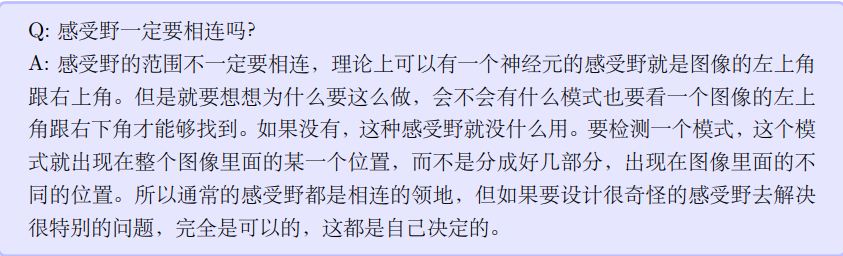 Q: 感受野一定要相连吗?
A: 感受野的范围不一定要相连，理论上可以有一个神经元的感受野就是图像的左上角
跟右上角。但是就要想想为什么要这么做，会不会有什么模式也要看一个图像的左上
角跟右下角才能够找到。如果没有，这种感受野就没什么用。要检测一个模式，这个模
式就出现在整个图像里面的某一个位置，而不是分成好几部分，出现在图像里面的不
同的位置。所以通常的感受野都是相连的领地，但如果要设计很奇怪的感受野去解决
很特别的问题，完全是可以的，这都是自己决定的。